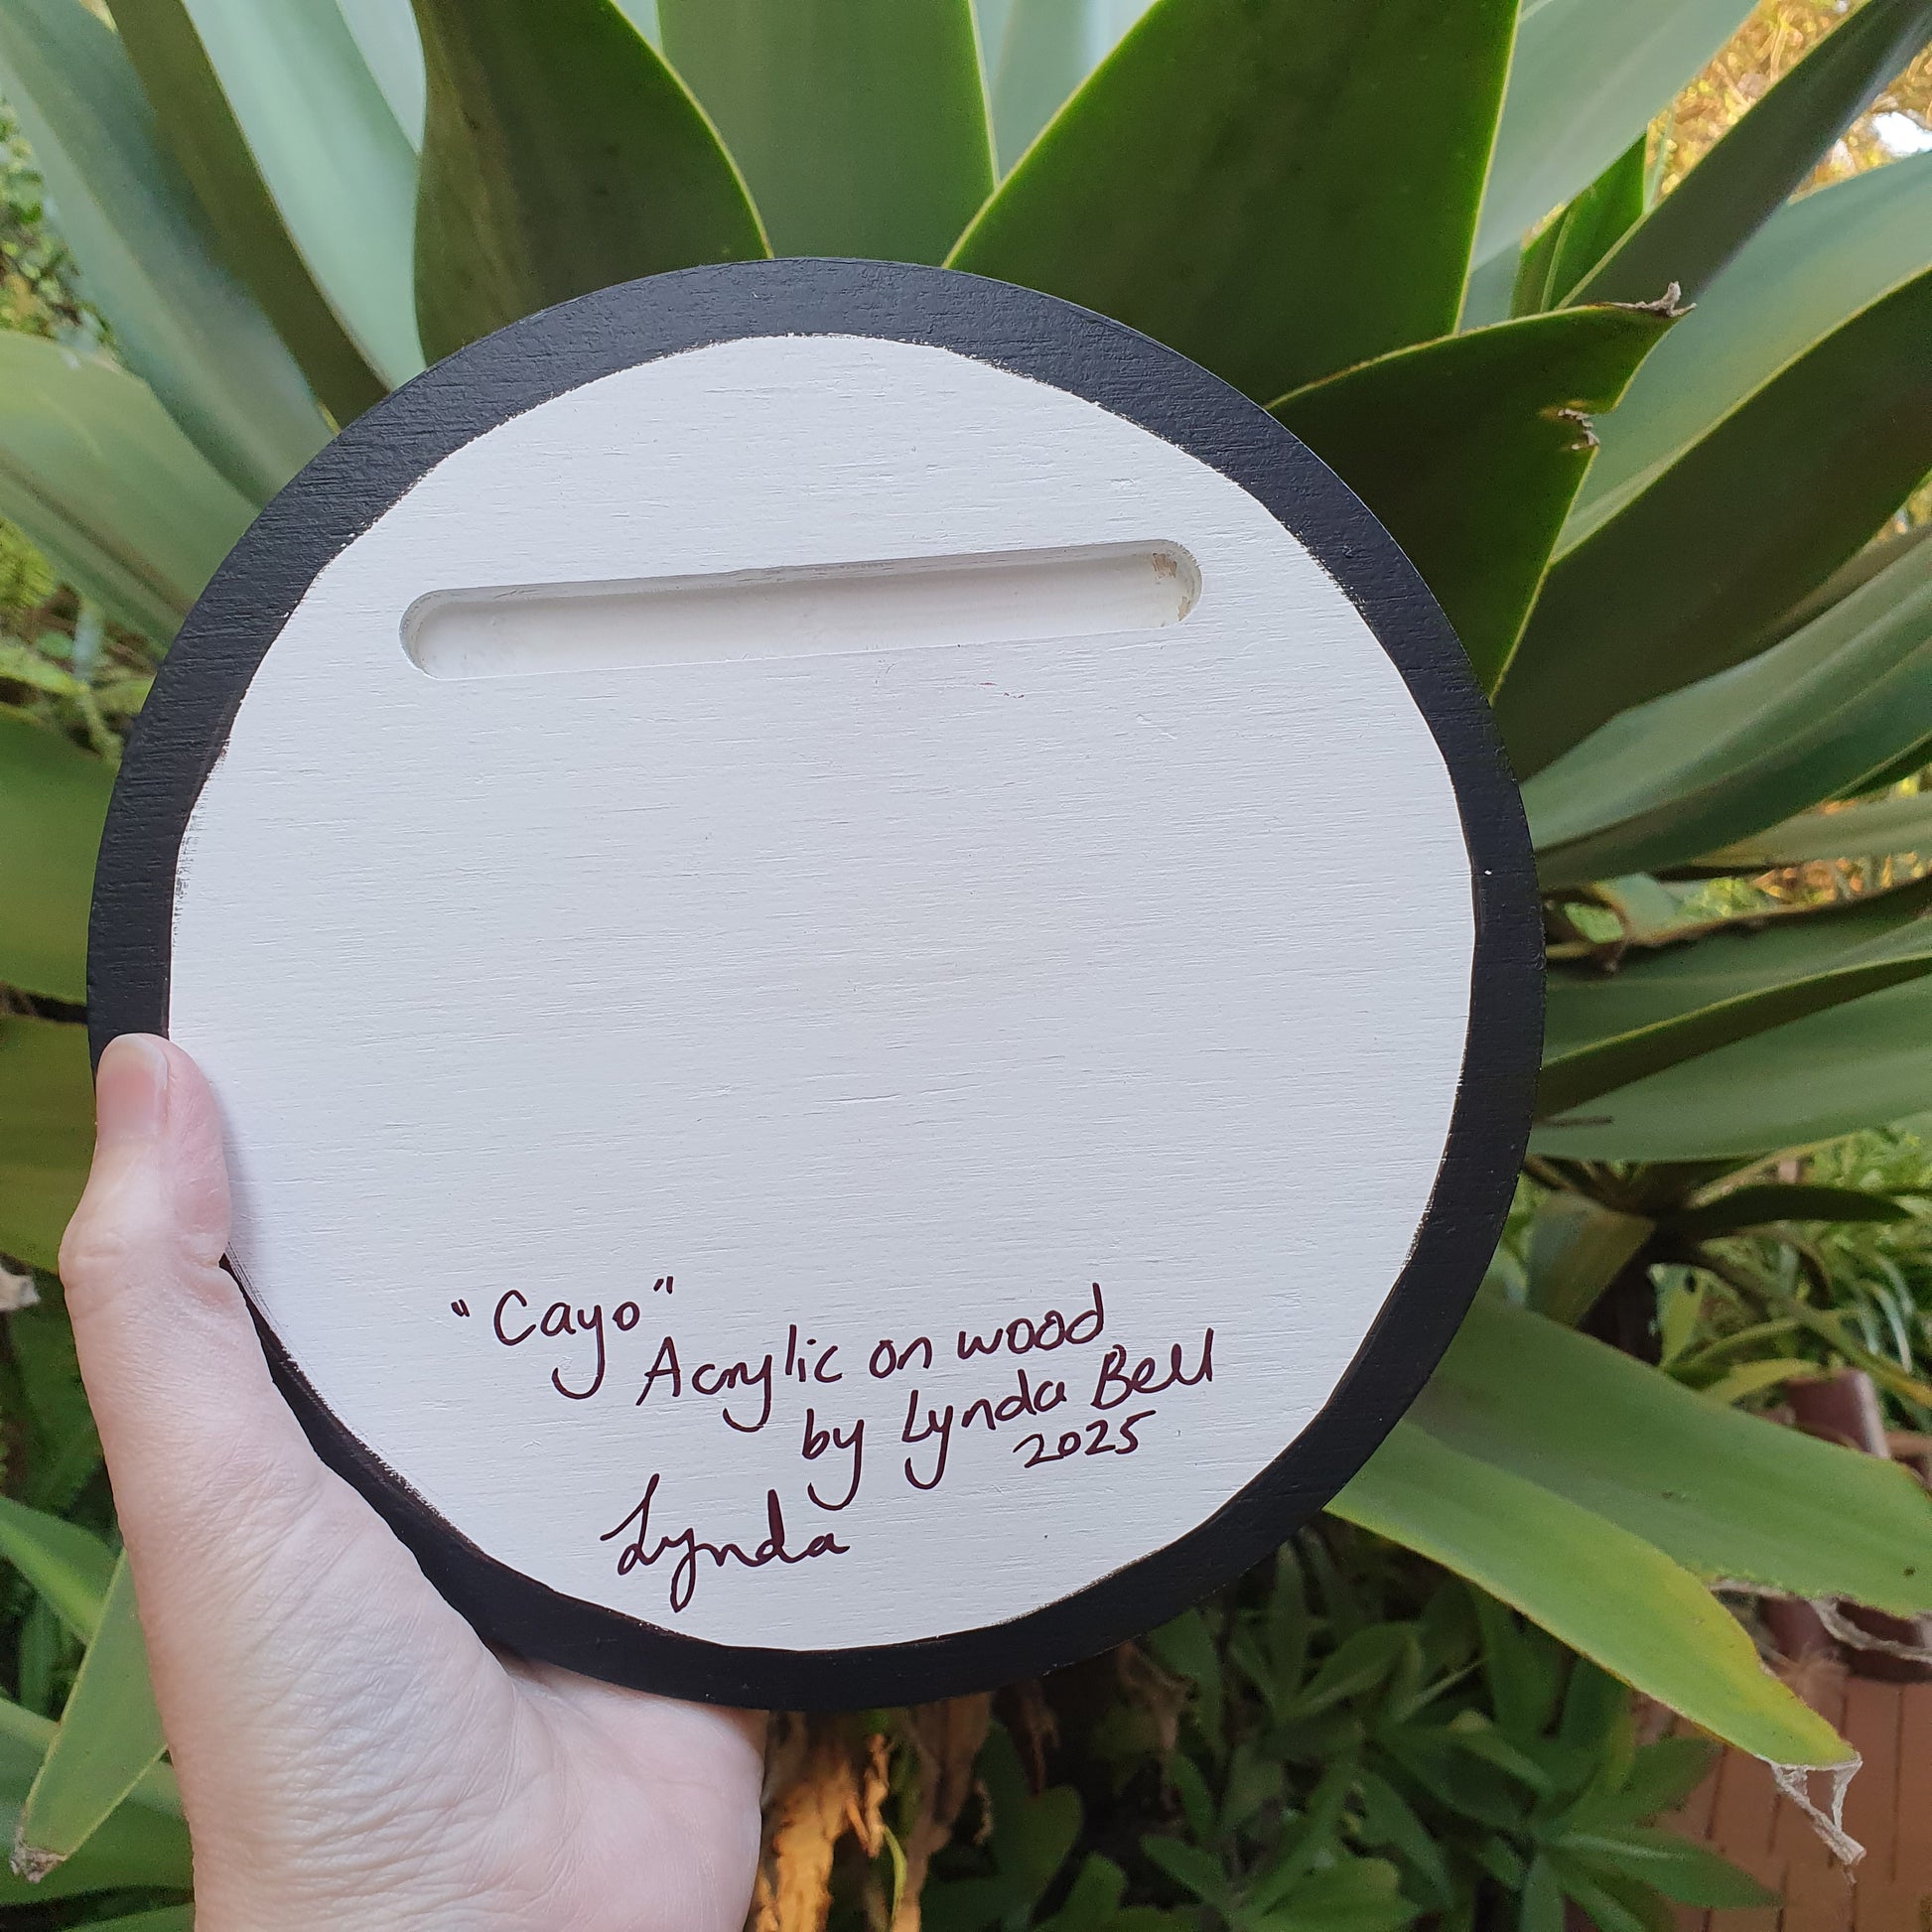 "Cayo"
Acrylic on wood
by Lynda Bell
2025
Lynda